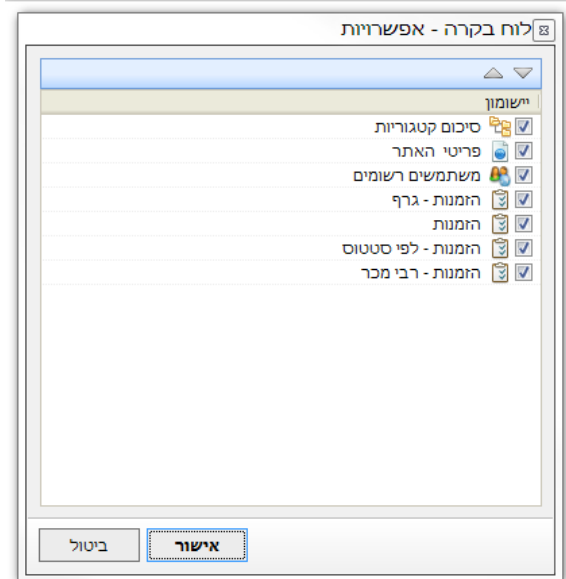 לוח בקרה - אפשרויות
יישומון
סיכום קטגוריות
פריטי האתר
משתמשים רשומים
הזמנות - גרף
הזמנות
הזמנות - לפי סטטוס
הזמנות - רבי מכר
אישור
ביטול